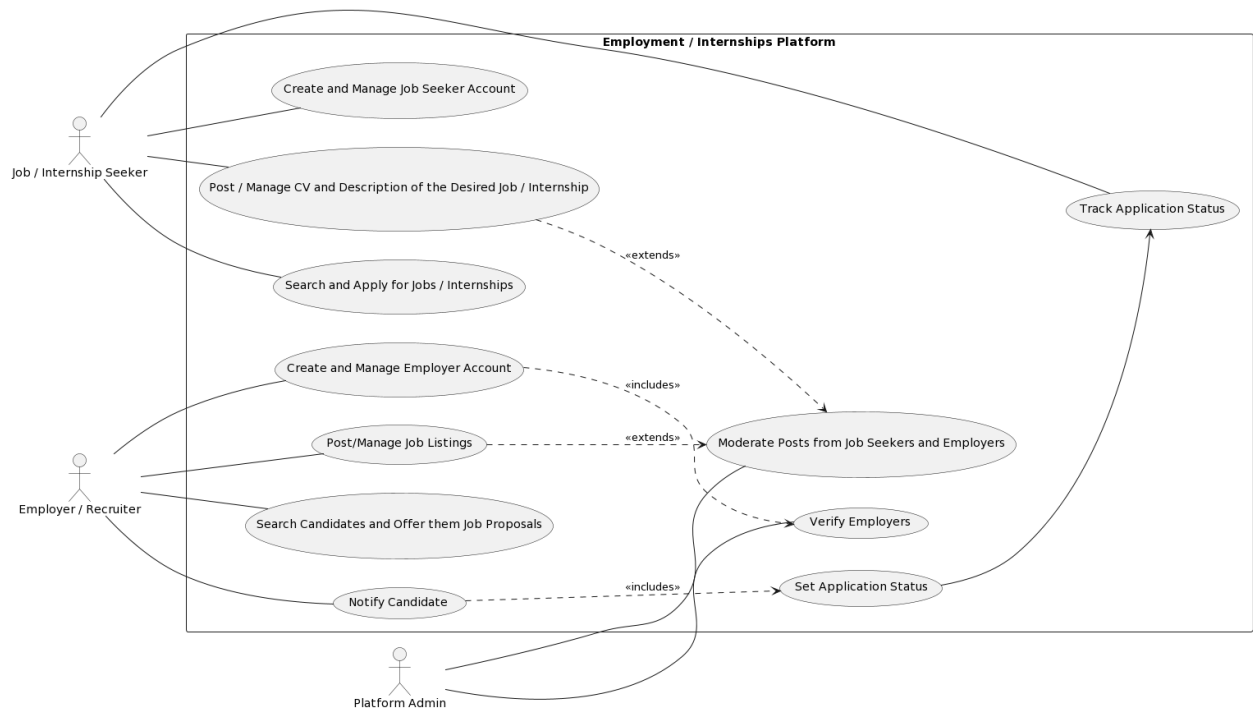 Employment / Internships Platform
Create and Manage Job Seeker Account
Job / Internship Seeker
Post / Manage CV and Description of the Desired Job / Internship
Track Application Status
«extends»
Search and Apply for Jobs / Internships
Create and Manage Employer Account
«includes»
Post/Manage Job Listings
«extends»
Moderate Posts from Job Seekers and Employers
Employer / Recruiter
Search Candidates and Offer them Job Proposals
Verify Employers
Notify Candidate
«includes»
Set Application Status
Platform Admin